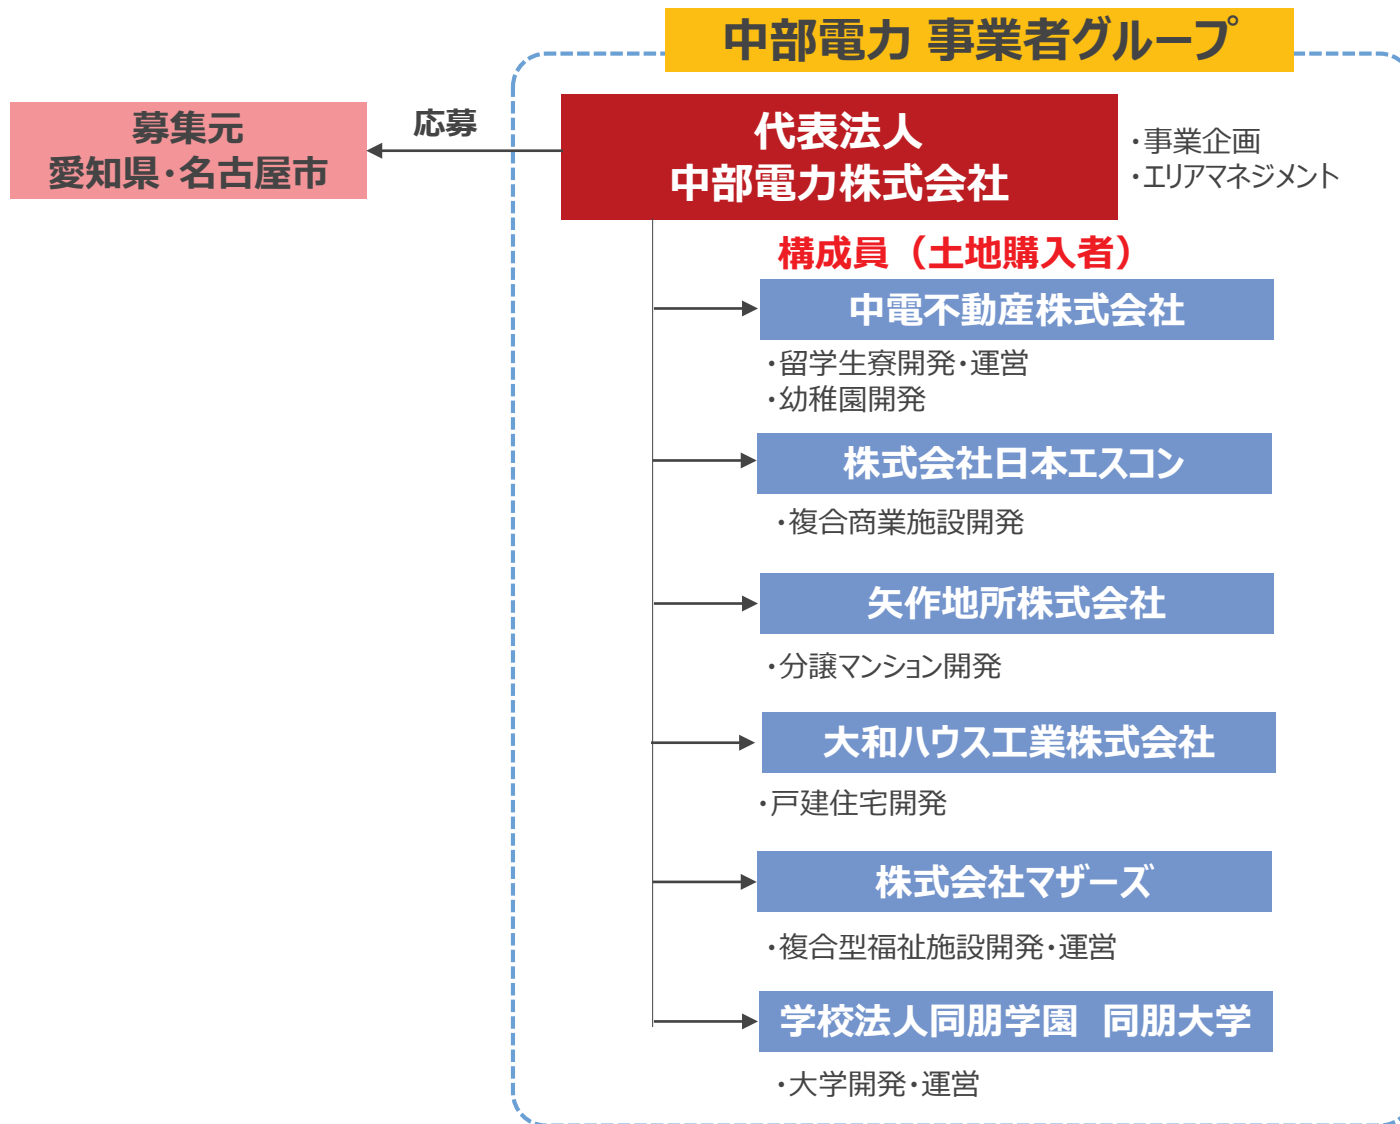 中部電力 事業者グループ
募集元
愛知県・名古屋市
応募
代表法人
中部電力株式会社
・事業企画
・エリアマネジメント
構成員（土地購入者）
中電不動産株式会社
・留学生寮開発・運営
・幼稚園開発
株式会社日本エスコン
・複合商業施設開発
矢作地所株式会社
・分譲マンション開発
大和ハウス工業株式会社
・戸建住宅開発
株式会社マザーズ
・複合型福祉施設開発・運営
学校法人同朋学園　同朋大学
・大学開発・運営